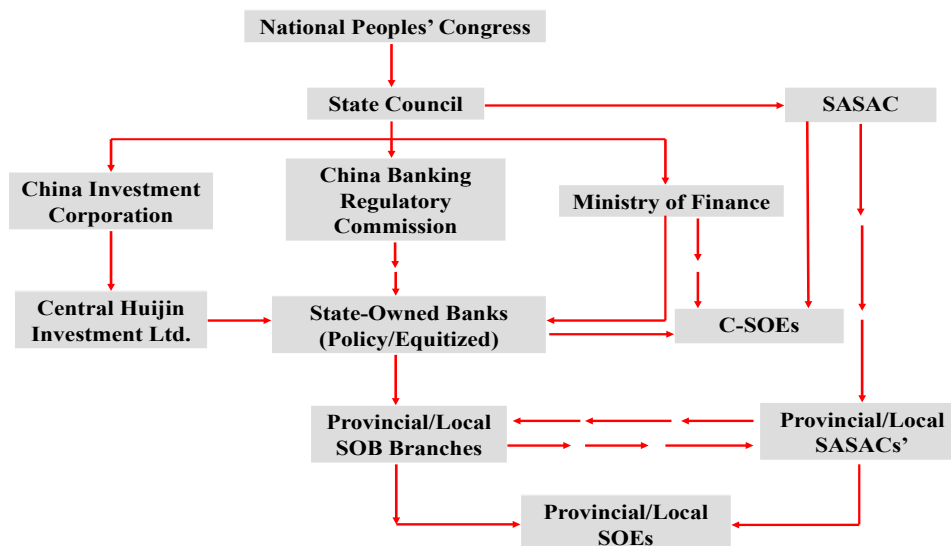 National Peoples’ Congress
State Council
SASAC
China Investment
Corporation
China Banking
Regulatory
Commission
Ministry of Finance
Central Huijin
Investment Ltd.
State-Owned Banks
(Policy/Equitized)
C-SOEs
Provincial/Local
SOB Branches
Provincial/Local
SASACs’
Provincial/Local
SOEs